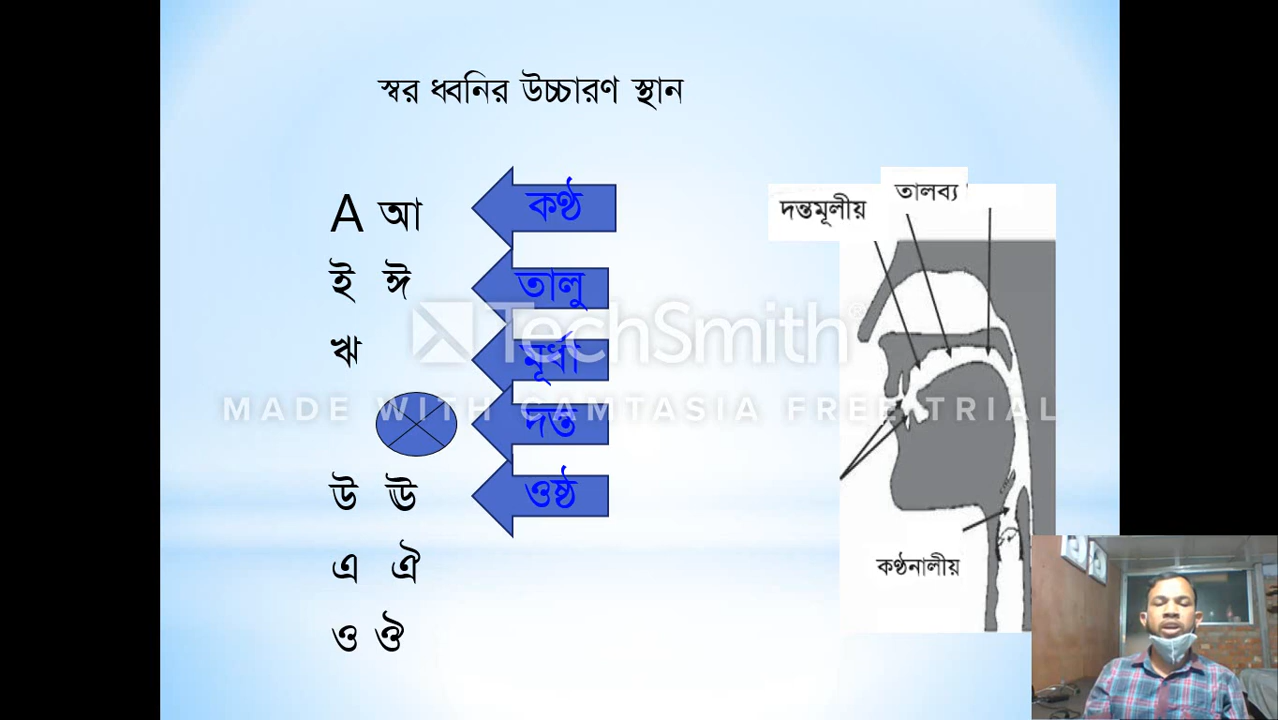 স্বর ধ্বনির উচ্চারণ স্থান
A আ
কণ্ঠ
ই ঈ
তালু
ঋ
মূর্ধা
দন্ত
উ ঊ
ওষ্ঠ
এ ঐ
ও ঔ
দন্তমূলীয়
তালব্য
কণ্ঠনালীয়
TechSmith®
MADE WITH CAMTASIA FREE TRIAL